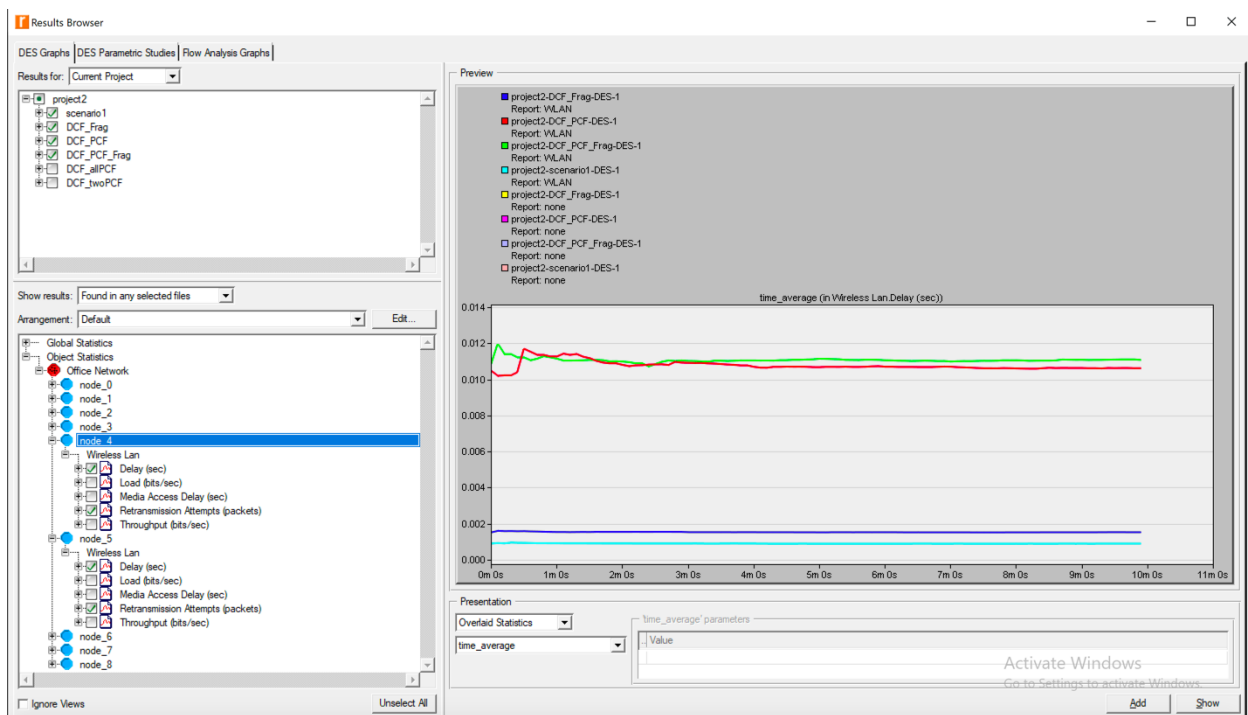 Results Browser
DES Graphs DES Parametric Studies Flow Analysis Graphs
Results for: Current Project
project2
scenario1
DCF_Frag
DCF_PCF
DCF_PCF_Frag
DCF_allPCF
DCF_twoPCF
Show results: Found in any selected files
Arrangement: Default Edit...
Global Statistics
Object Statistics
Office Network
node_0
node_1
node_2
node_3
node_4
Wireless Lan
Delay (sec)
Load (bits/sec)
Media Access Delay (sec)
Retransmission Attempts (packets)
Throughput (bits/sec)
node_5
Wireless Lan
Delay (sec)
Load (bits/sec)
Media Access Delay (sec)
Retransmission Attempts (packets)
Throughput (bits/sec)
node_6
node_7
node_8
Ignore Views Unselect All
Preview
project2-DCF_Frag-DES-1
Report: WLAN
project2-DCF_PCF-DES-1
Report: WLAN
project2-DCF_PCF_Frag-DES-1
Report: WLAN
project2-scenario1-DES-1
Report: WLAN
project2-DCF_Frag-DES-1
Report: none
project2-DCF_PCF-DES-1
Report: none
project2-DCF_PCF_Frag-DES-1
Report: none
project2-scenario1-DES-1
Report: none
time_average (in Wireless Lan.Delay (sec))
0.014
0.012
0.010
0.008
0.006
0.004
0.002
0.000
0m 0s 1m 0s 2m 0s 3m 0s 4m 0s 5m 0s 6m 0s 7m 0s 8m 0s 9m 0s 10m 0s 11m 0s
Presentation
Overlaid Statistics
time_average
'time_average' parameters
... Value
Activate Windows
Go to Settings to activate Windows.
Add Show